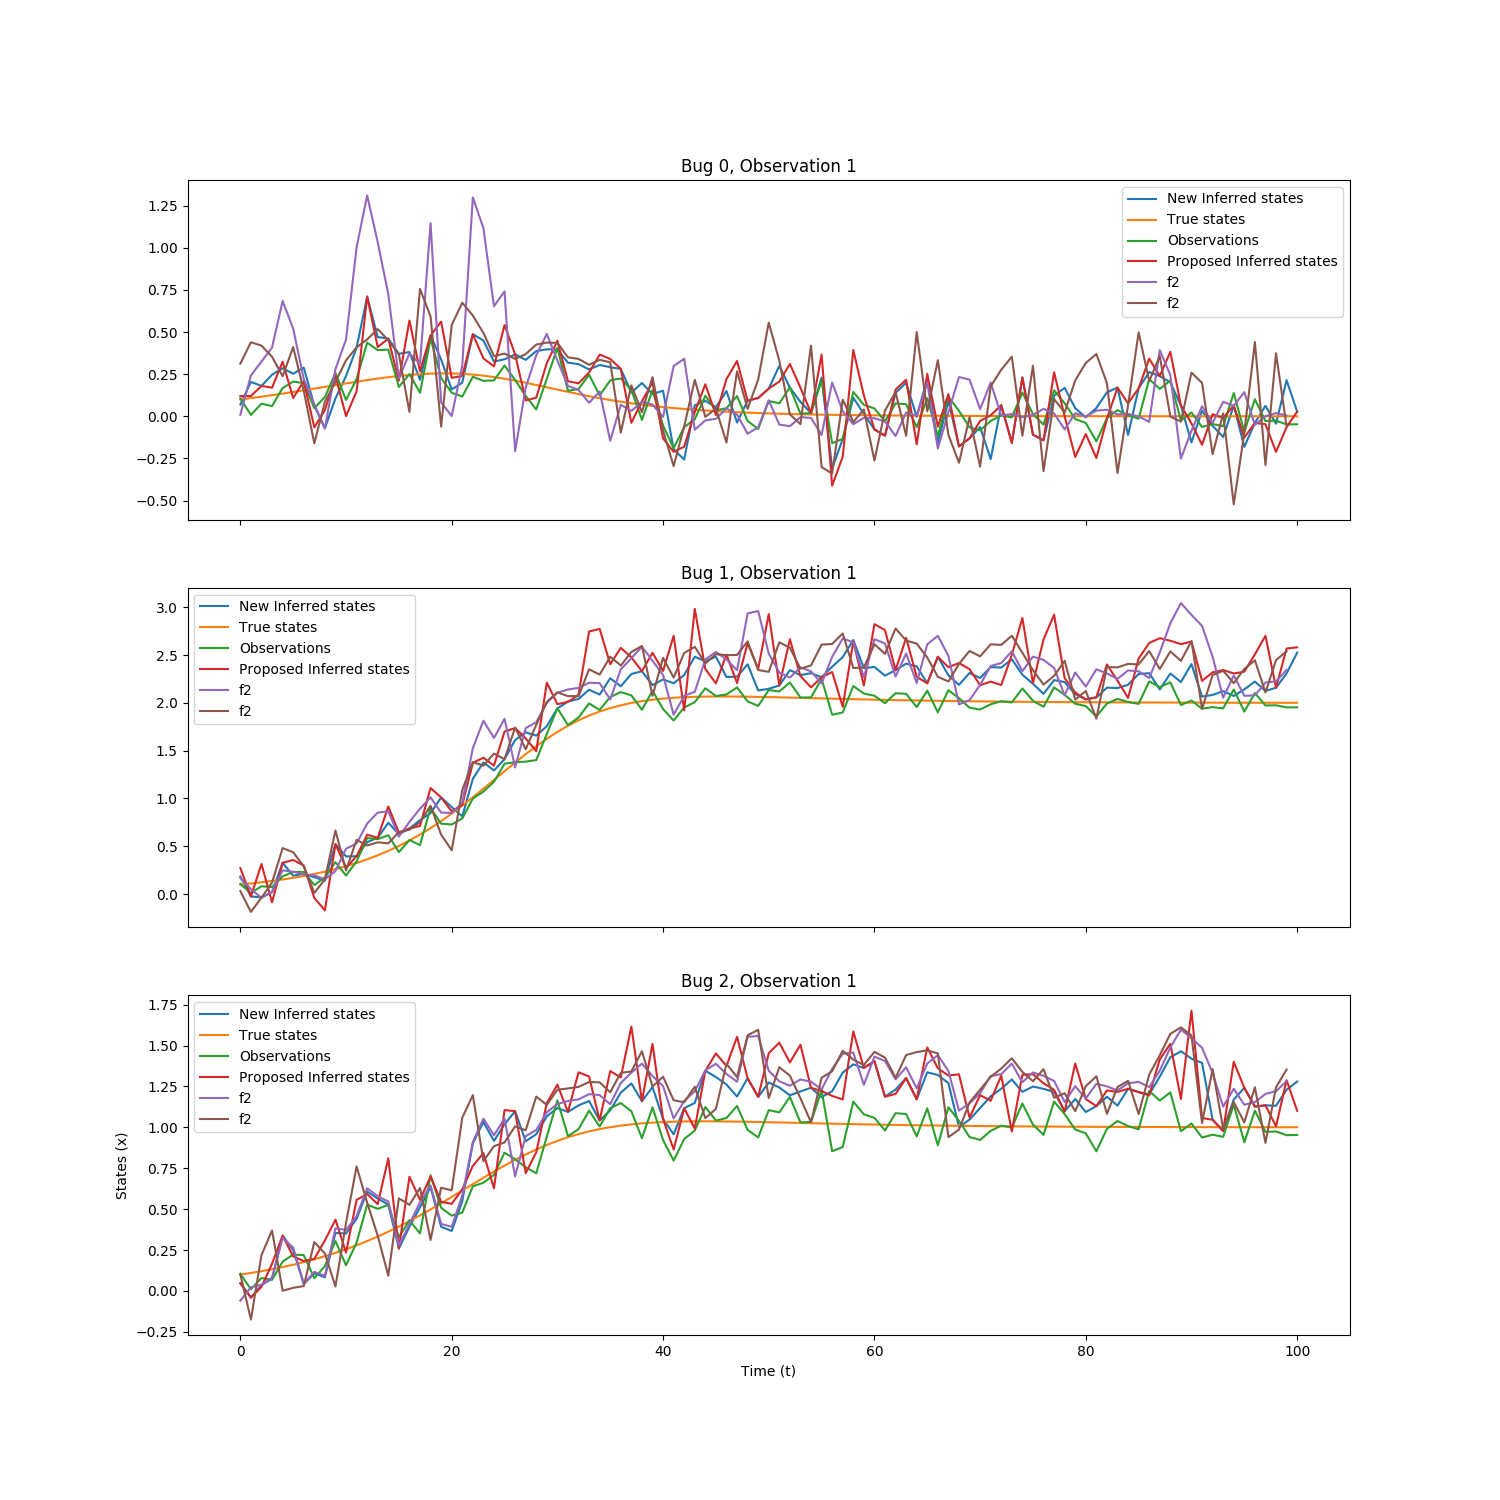 Bug 0, Observation 1
1.25
1.00
0.75
0.50
0.25
0.00
−0.25
−0.50
New Inferred states
True states
Observations
Proposed Inferred states
f2
f2
Bug 1, Observation 1
3.0
2.5
2.0
1.5
1.0
0.5
0.0
New Inferred states
True states
Observations
Proposed Inferred states
f2
f2
Bug 2, Observation 1
States (x)
1.75
1.50
1.25
1.00
0.75
0.50
0.25
0.00
−0.25
New Inferred states
True states
Observations
Proposed Inferred states
f2
f2
0 20 40 60 80 100
Time (t)